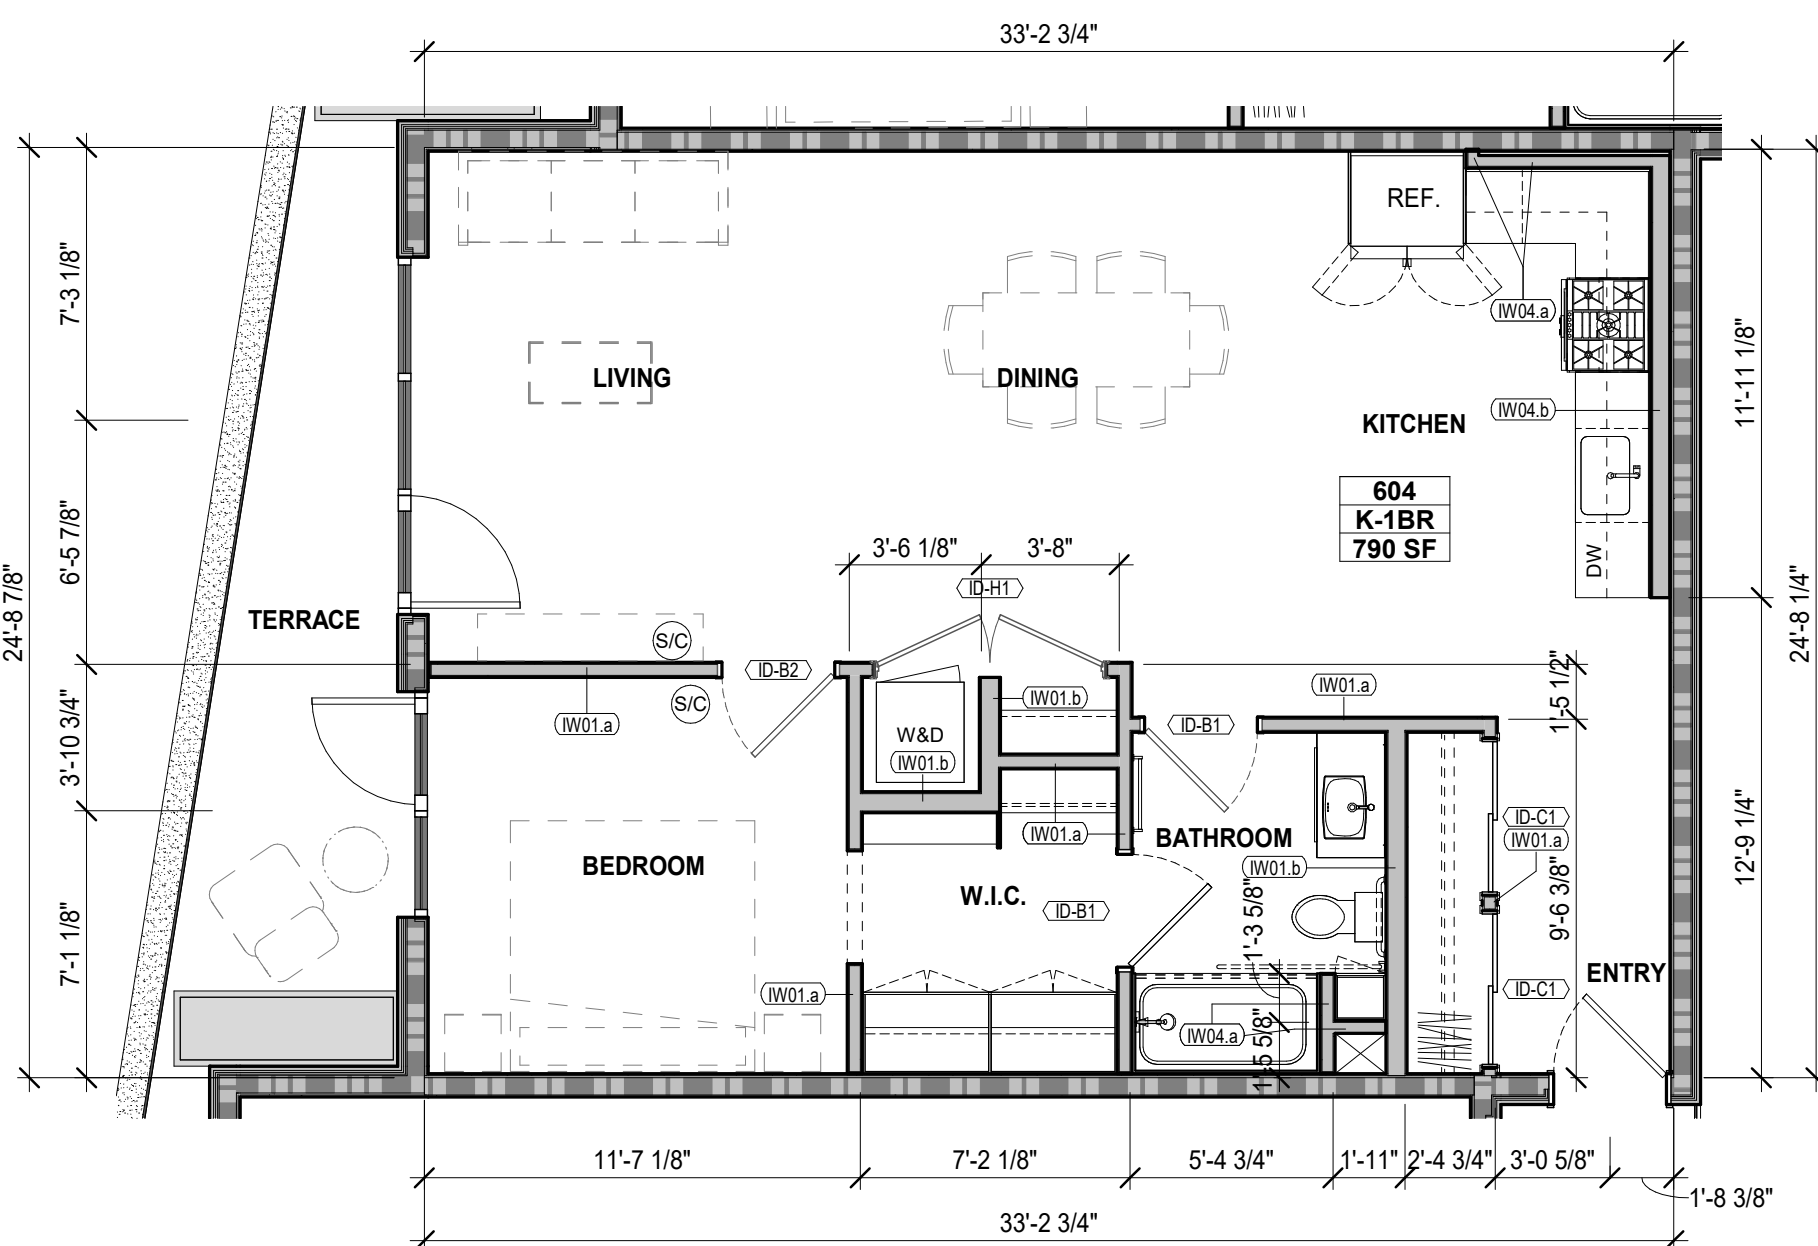 33'-2 3/4"
24'-8 7/8"
7'-3 1/8"
6'-5 7/8"
3'-10 3/4"
7'-1 1/8"
REF.
IW04.a
LIVING
DINING
IW04.b
KITCHEN
604
K-1BR
790 SF
DW
11'-11 1/8"
24'-8 1/4"
12'-9 1/4"
3'-6 1/8"
3'-8"
ID-H1
TERRACE
S/C
ID-B2
S/C
IW01.a
IW01.b
IW01.a
1'-5 1/2"
ID-B1
W&D
IW01.b
ID-C1
IW01.a
IW01.a
BATHROOM
BEDROOM
IW01.b
W.I.C.
ID-B1
1'-3 5/8"
9'-6 3/8"
ENTRY
IW01.a
ID-C1
IW04.a
1'-5 5/8"
11'-7 1/8"
7'-2 1/8"
5'-4 3/4"
1'-11"
2'-4 3/4"
3'-0 5/8"
1'-8 3/8"
33'-2 3/4"